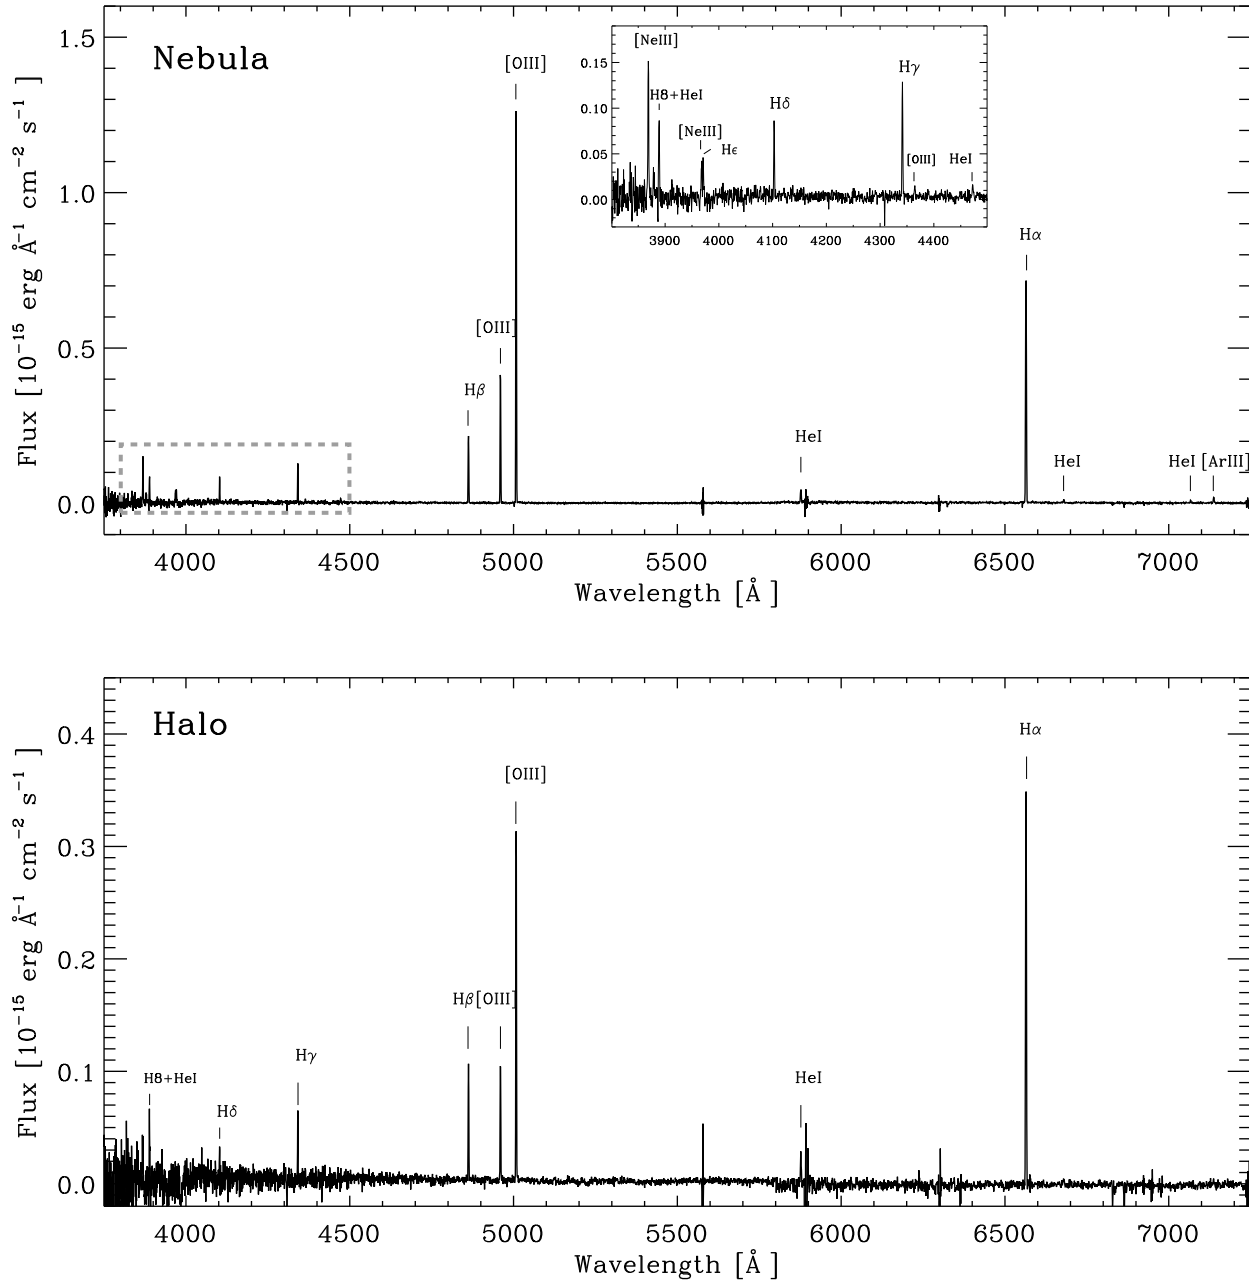 Nebula
[OIII]
[OIII]
Hβ
HeI
Hα
HeI
HeI [ArIII]
[NeIII]
H8+HeI
[NeIII]
Hϵ
Hδ
Hγ
[OIII]
HeI
0.15
0.10
0.05
0.00
3900 4000 4100 4200 4300 4400
1.5
1.0
0.5
0.0
Flux [10⁻¹⁵ erg Å⁻¹ cm⁻² s⁻¹ ]
4000 4500 5000 5500 6000 6500 7000
Wavelength [Å ]
Halo
H8+HeI
Hδ
Hγ
Hβ [OIII]
[OIII]
HeI
Hα
0.4
0.3
0.2
0.1
0.0
Flux [10⁻¹⁵ erg Å⁻¹ cm⁻² s⁻¹ ]
4000 4500 5000 5500 6000 6500 7000
Wavelength [Å ]